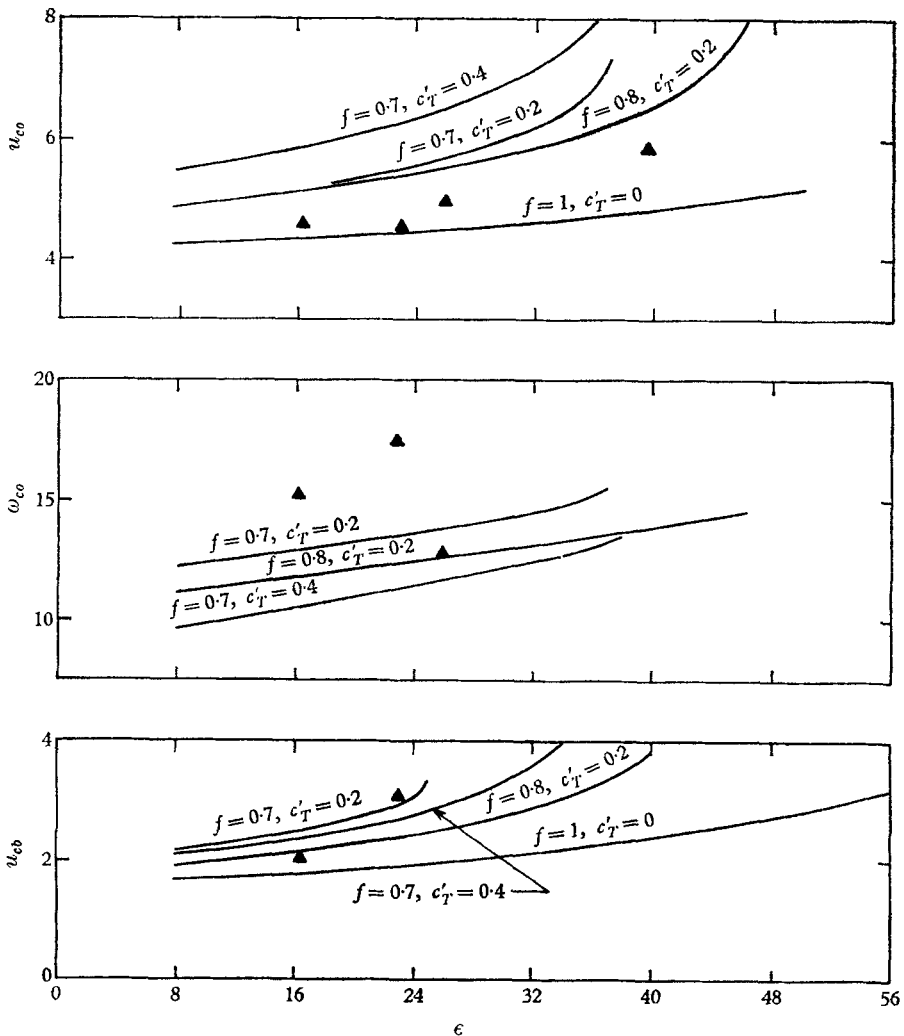 8
6
4
u_co
f = 0·7, c'_T = 0·4
f = 0·7, c'_T = 0·2
f = 0·8, c'_T = 0·2
f = 1, c'_T = 0
20
15
10
ω_co
f = 0·7, c'_T = 0·2
f = 0·8, c'_T = 0·2
f = 0·7, c'_T = 0·4
4
2
0
u_cb
f = 0·7, c'_T = 0·2
f = 0·8, c'_T = 0·2
f = 1, c'_T = 0
f = 0·7, c'_T = 0·4
0 8 16 24 32 40 48 56
ϵ